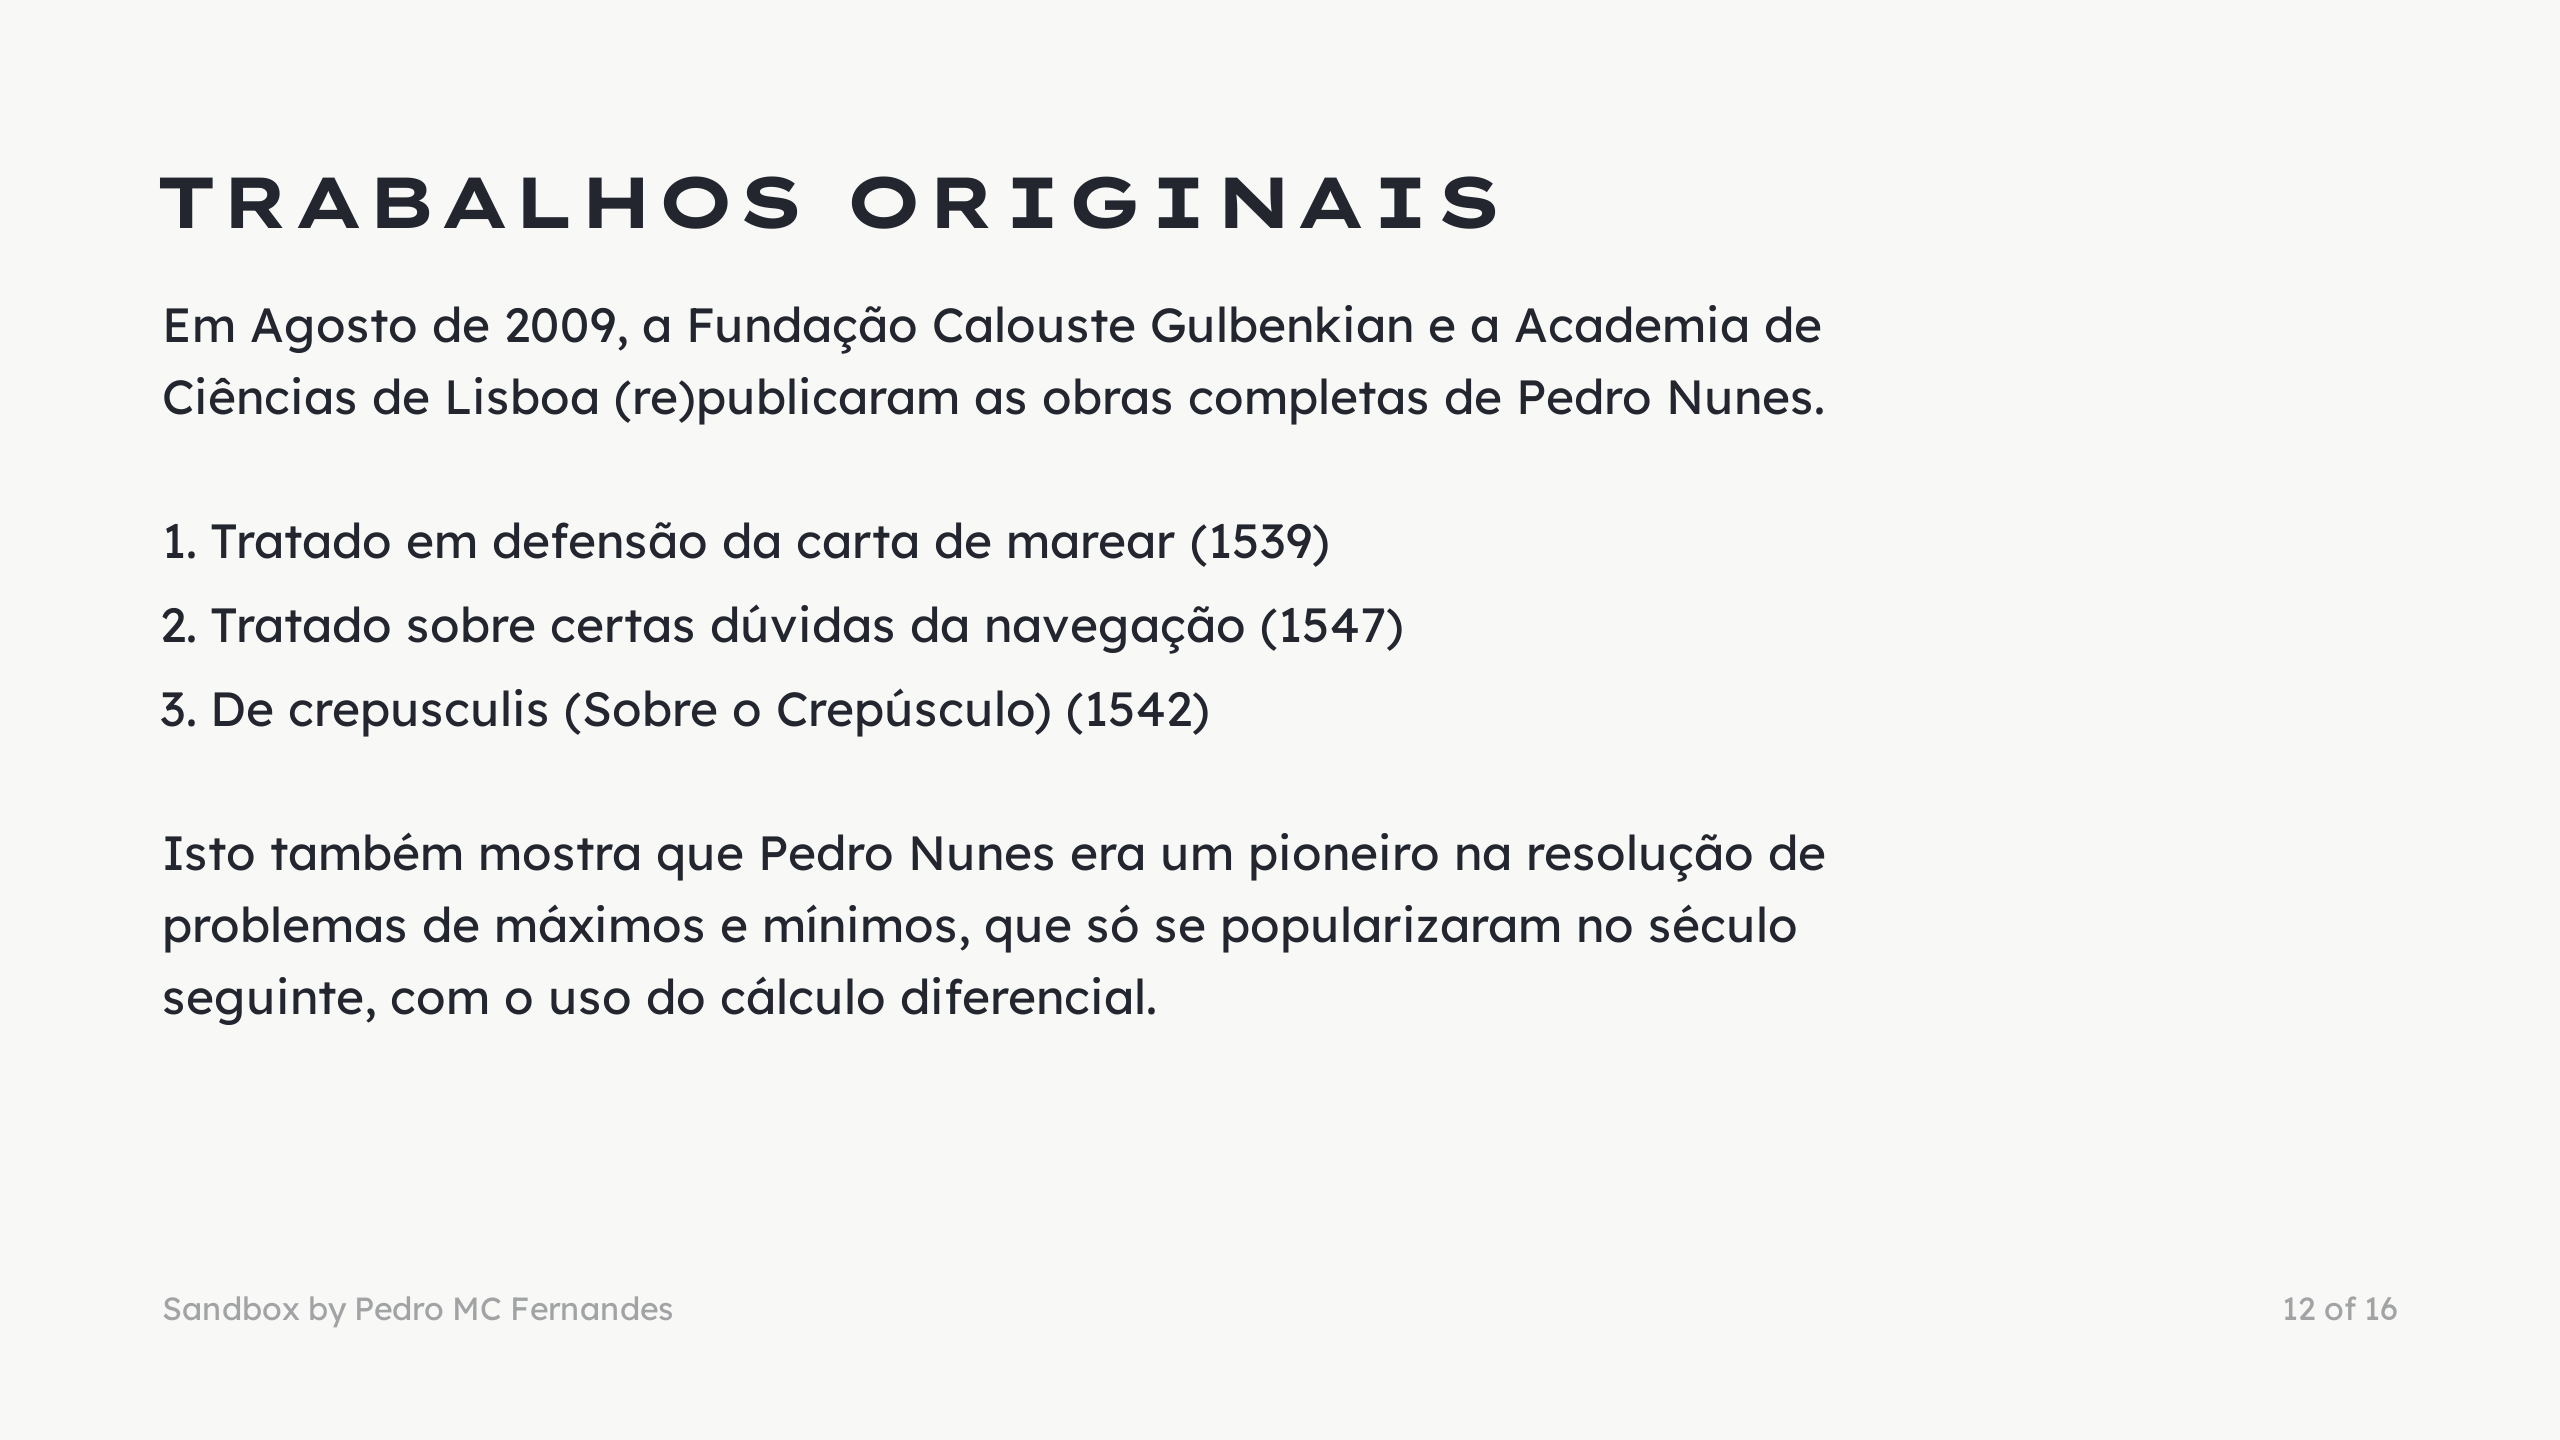 TRABALHOS ORIGINAIS
Em Agosto de 2009, a Fundação Calouste Gulbenkian e a Academia de
Ciências de Lisboa (re)publicaram as obras completas de Pedro Nunes.
1. Tratado em defensão da carta de marear (1539)
2. Tratado sobre certas dúvidas da navegação (1547)
3. De crepusculis (Sobre o Crepúsculo) (1542)
Isto também mostra que Pedro Nunes era um pioneiro na resolução de
problemas de máximos e mínimos, que só se popularizaram no século
seguinte, com o uso do cálculo diferencial.
Sandbox by Pedro MC Fernandes
12 of 16